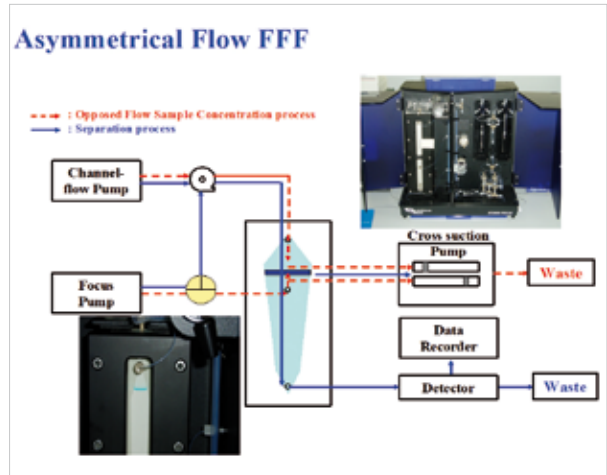 Asymmetrical Flow FFF
: Opposed Flow Sample Concentration process
: Separation process
Channel-
flow Pump
Cross suction
Pump
Waste
Focus
Pump
Data
Recorder
Detector
Waste